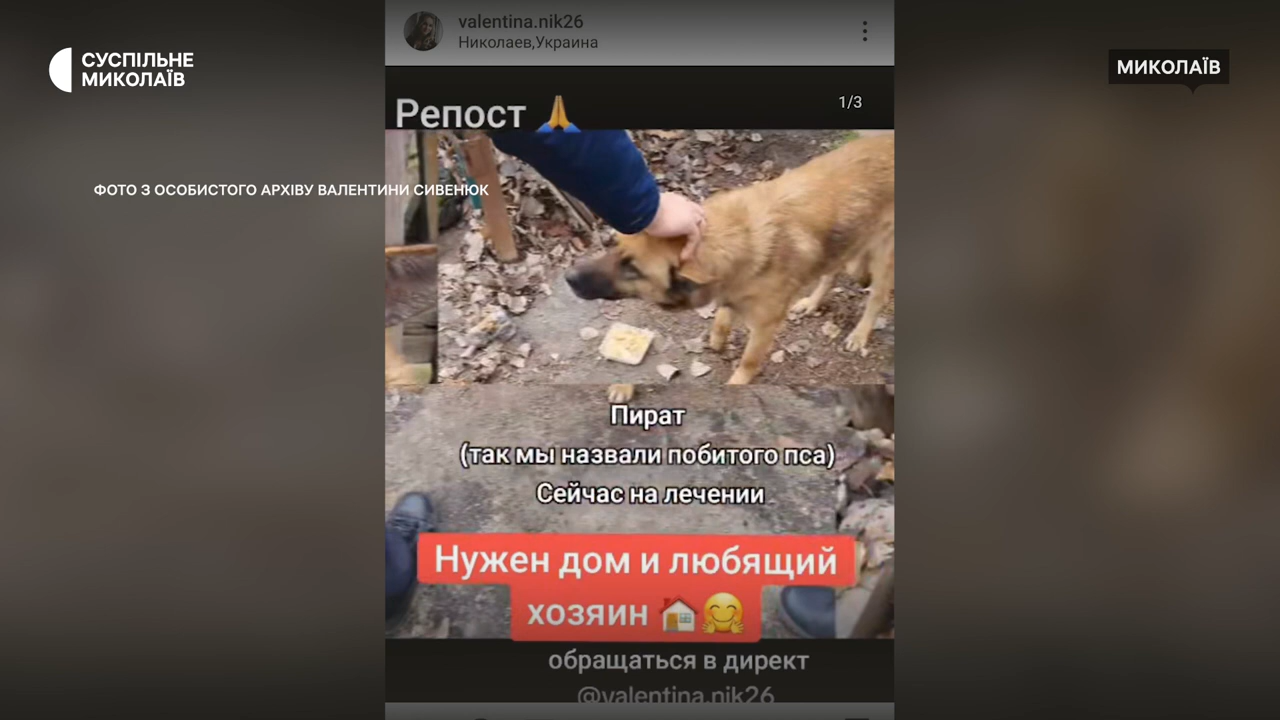 СУСПІЛЬНЕ
МИКОЛАЇВ
МИКОЛАЇВ
ФОТО З ОСОБИСТОГО АРХІВУ ВАЛЕНТИНИ СИВЕНЮК
valentina.nik26
Николаев,Украина
1/3
Репост 🙏
Пират
(так мы назвали побитого пса)
Сейчас на лечении
Нужен дом и любящий
хозяин 🏠🤗
обращаться в директ
@valentina.nik26